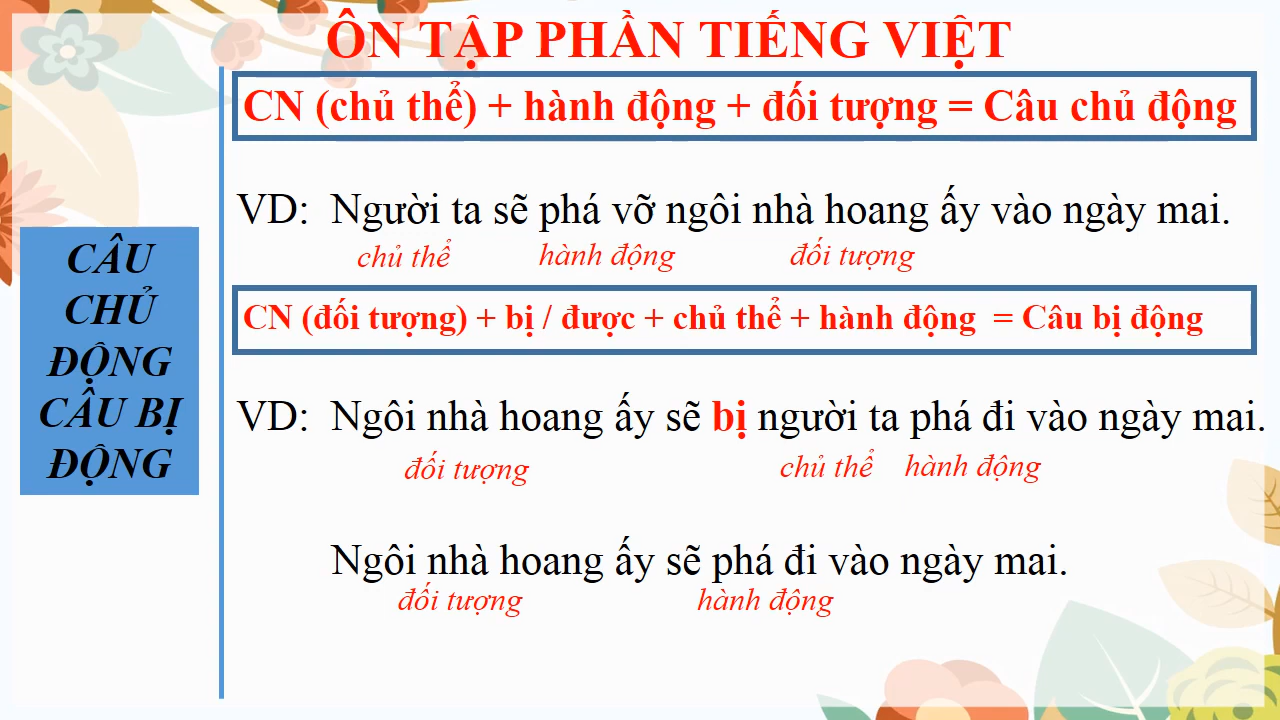 ÔN TẬP PHẦN TIẾNG VIỆT
CN (chủ thể) + hành động + đối tượng = Câu chủ động
VD: Người ta sẽ phá vỡ ngôi nhà hoang ấy vào ngày mai.
chủ thể hành động đối tượng
CÂU
CHỦ
ĐỘNG
CÂU BỊ
ĐỘNG
CN (đối tượng) + bị / được + chủ thể + hành động = Câu bị động
VD: Ngôi nhà hoang ấy sẽ bị người ta phá đi vào ngày mai.
đối tượng chủ thể hành động
Ngôi nhà hoang ấy sẽ phá đi vào ngày mai.
đối tượng hành động